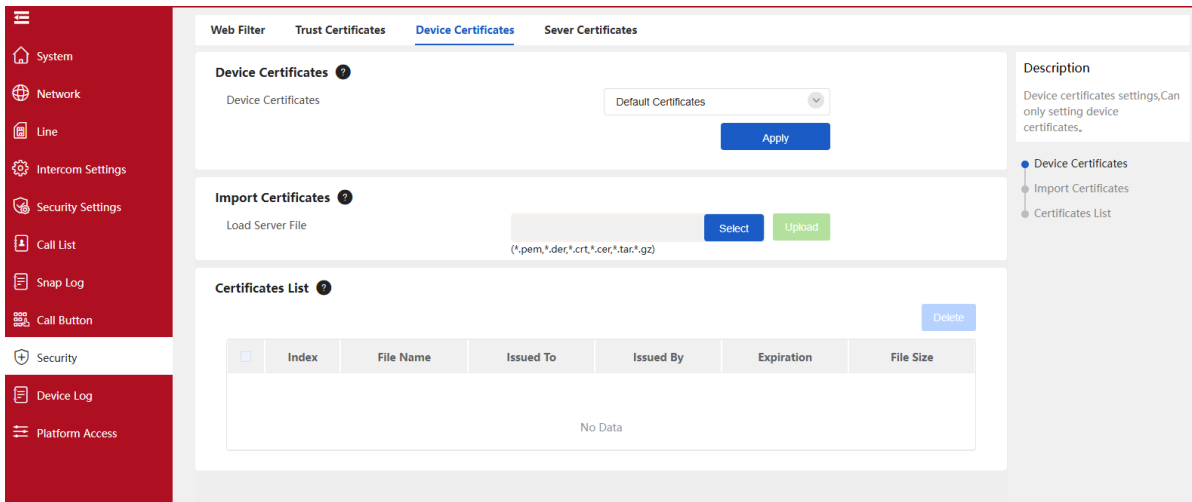 Web Filter Trust Certificates Device Certificates Sever Certificates
System
Network
Line
Intercom Settings
Security Settings
Call List
Snap Log
Call Button
Security
Device Log
Platform Access
Device Certificates ?
Device Certificates Default Certificates
Apply
Import Certificates ?
Load Server File Select Upload
(*.pem,*.der,*.crt,*.cer,*.tar.*.gz)
Certificates List ?
Delete
Index File Name Issued To Issued By Expiration File Size
No Data
Description
Device certificates settings,Can
only setting device
certificates。
Device Certificates
Import Certificates
Certificates List